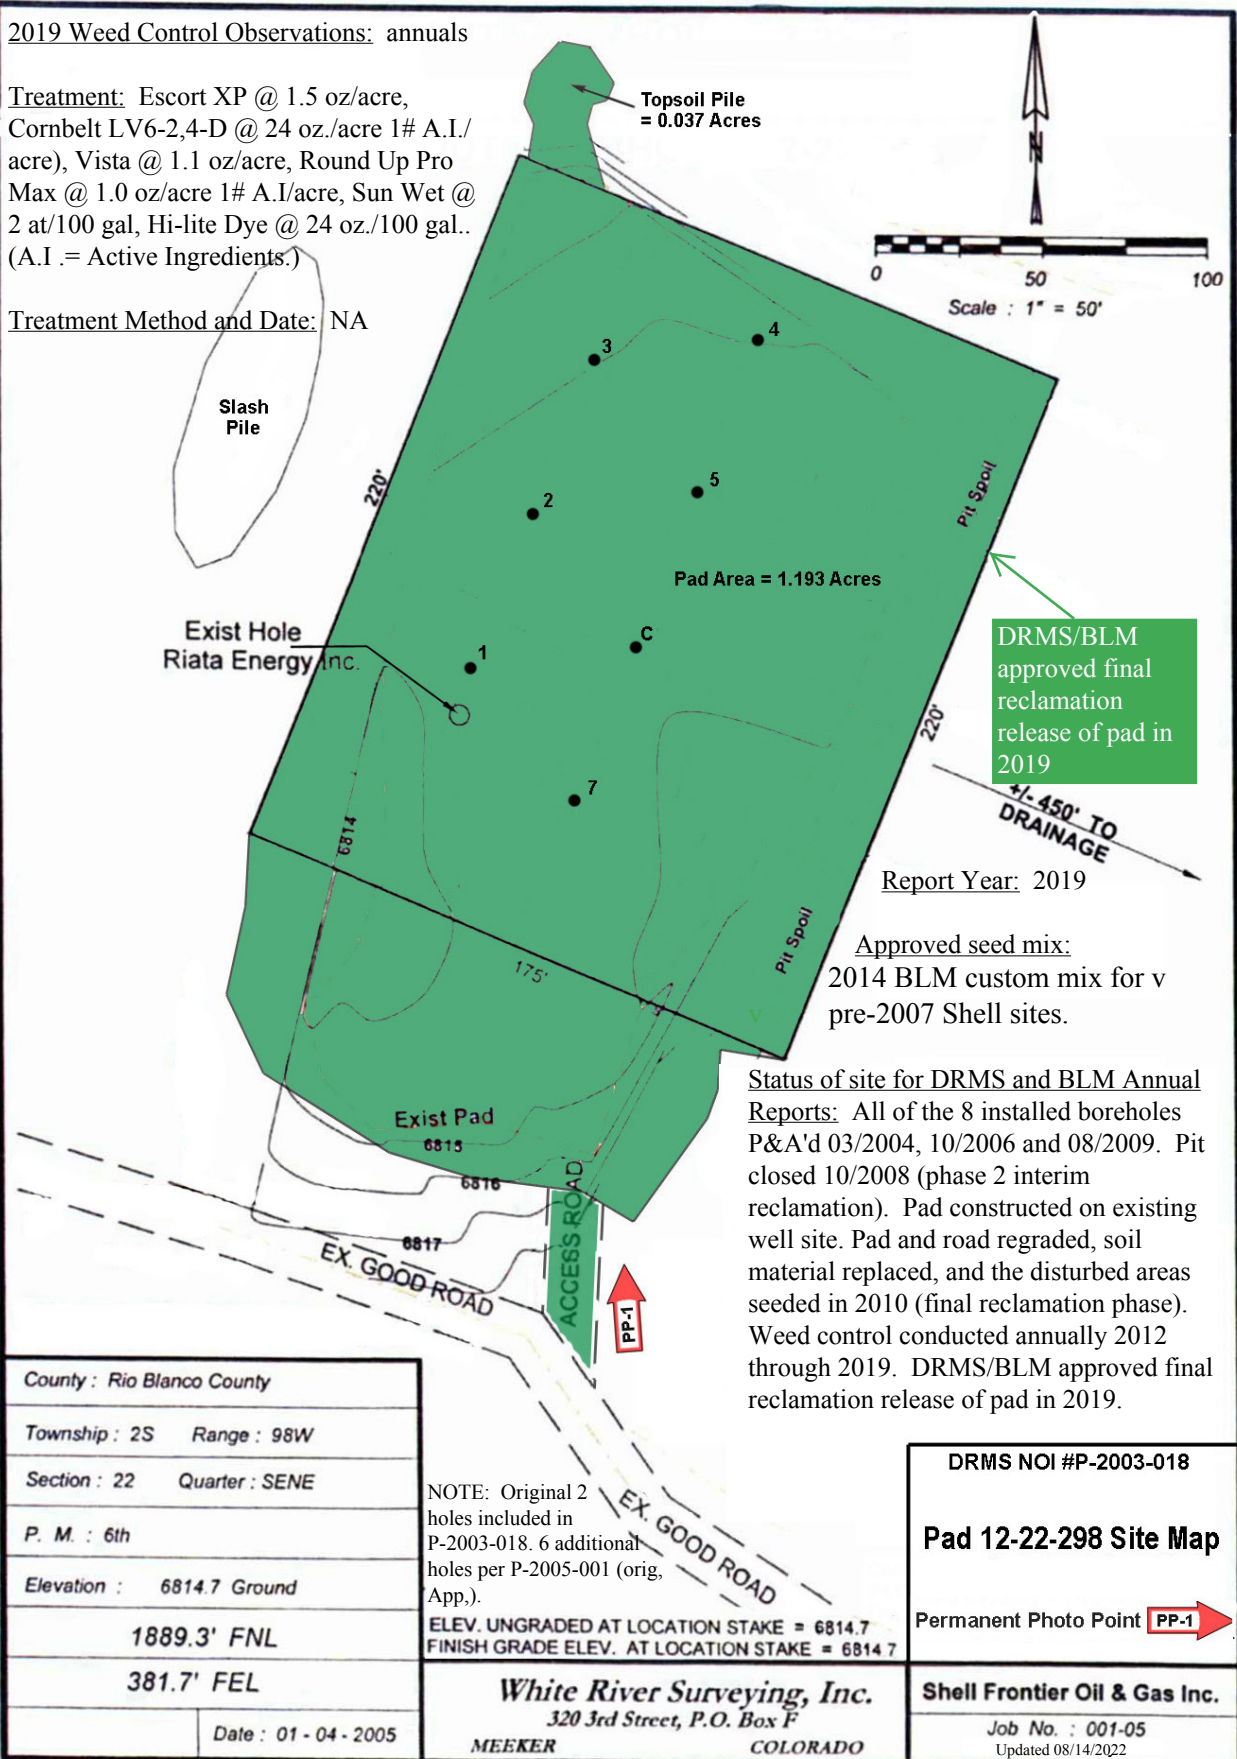 2019 Weed Control Observations: annuals
Treatment: Escort XP @ 1.5 oz/acre,
Cornbelt LV6-2,4-D @ 24 oz./acre 1# A.I./
acre), Vista @ 1.1 oz/acre, Round Up Pro
Max @ 1.0 oz/acre 1# A.I/acre, Sun Wet @
2 at/100 gal, Hi-lite Dye @ 24 oz./100 gal..
(A.I .= Active Ingredients.)
Treatment Method and Date: NA
Topsoil Pile
= 0.037 Acres
N
0 50 100
Scale : 1" = 50'
Slash
Pile
3
4
220'
2
5
Pit Spoil
Pad Area = 1.193 Acres
Exist Hole
Riata Energy Inc.
1
C
DRMS/BLM
approved final
reclamation
release of pad in
2019
220'
7
+/- 450' TO
DRAINAGE
6814
Report Year: 2019
Pit Spoil
175'
Approved seed mix:
2014 BLM custom mix for v
pre-2007 Shell sites.
v
Status of site for DRMS and BLM Annual
Reports: All of the 8 installed boreholes
P&A'd 03/2004, 10/2006 and 08/2009. Pit
closed 10/2008 (phase 2 interim
reclamation). Pad constructed on existing
well site. Pad and road regraded, soil
material replaced, and the disturbed areas
seeded in 2010 (final reclamation phase).
Weed control conducted annually 2012
through 2019. DRMS/BLM approved final
reclamation release of pad in 2019.
Exist Pad
6815
6816
6817
ACCESS ROAD
EX. GOOD ROAD
PP-1
EX. GOOD ROAD
County : Rio Blanco County
Township : 2S Range : 98W
Section : 22 Quarter : SENE
P. M. : 6th
Elevation : 6814.7 Ground
1889.3' FNL
381.7' FEL
Date : 01 - 04 - 2005
NOTE: Original 2
holes included in
P-2003-018. 6 additional
holes per P-2005-001 (orig,
App,).
ELEV. UNGRADED AT LOCATION STAKE = 6814.7
FINISH GRADE ELEV. AT LOCATION STAKE = 6814.7
White River Surveying, Inc.
320 3rd Street, P.O. Box F
MEEKER COLORADO
DRMS NOI #P-2003-018
Pad 12-22-298 Site Map
Permanent Photo Point PP-1
Shell Frontier Oil & Gas Inc.
Job No. : 001-05
Updated 08/14/2022